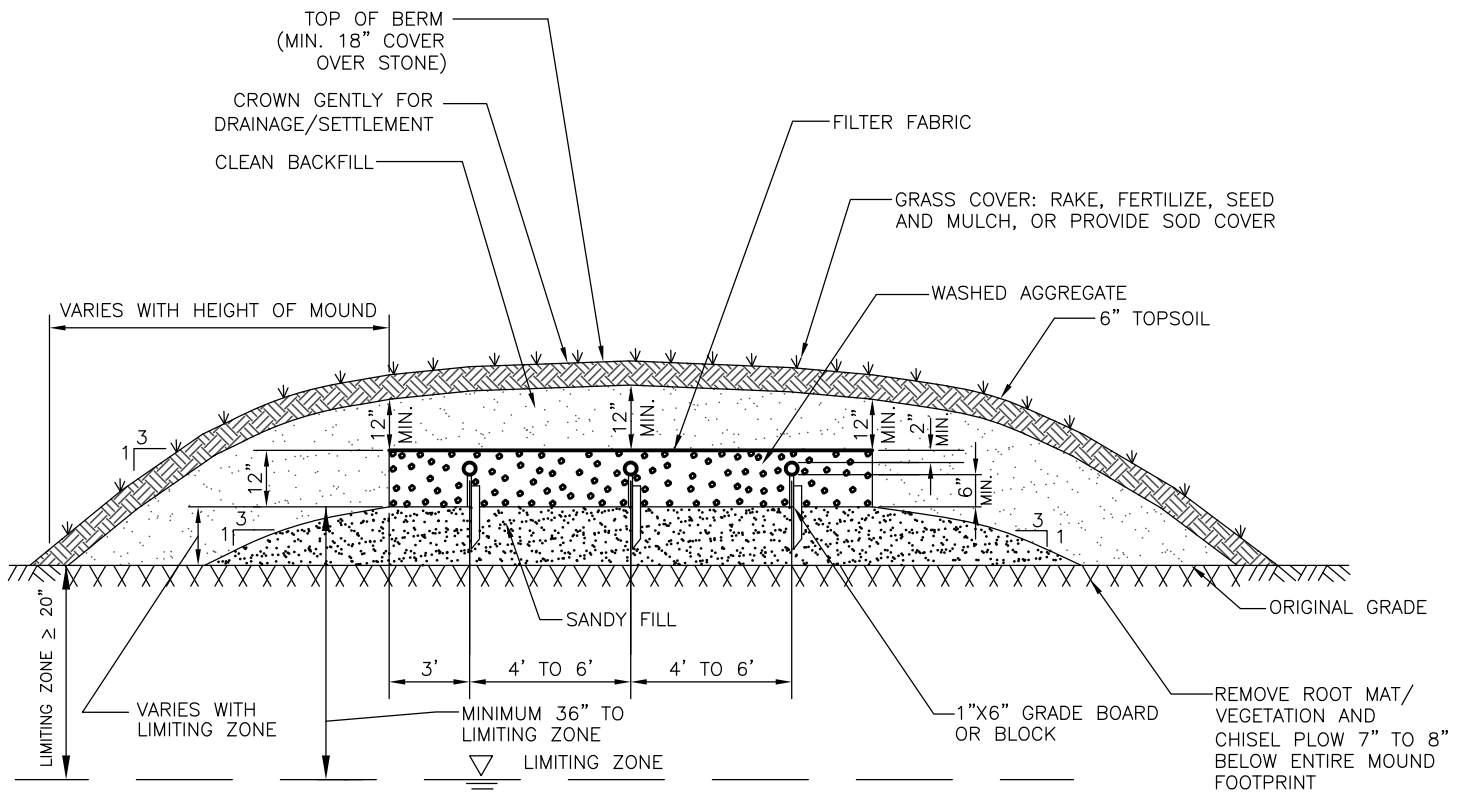 TOP OF BERM
(MIN. 18" COVER
OVER STONE)
CROWN GENTLY FOR
DRAINAGE/SETTLEMENT
FILTER FABRIC
CLEAN BACKFILL
GRASS COVER: RAKE, FERTILIZE, SEED
AND MULCH, OR PROVIDE SOD COVER
WASHED AGGREGATE
VARIES WITH HEIGHT OF MOUND
6" TOPSOIL
12"
MIN.
12"
MIN.
12"
MIN.
2"
MIN.
3
1
12"
6"
MIN.
3
1
3
1
LIMITING ZONE ≥ 20"
SANDY FILL
ORIGINAL GRADE
3'
4' TO 6'
4' TO 6'
VARIES WITH
LIMITING ZONE
MINIMUM 36" TO
LIMITING ZONE
1"X6" GRADE BOARD
OR BLOCK
REMOVE ROOT MAT/
VEGETATION AND
CHISEL PLOW 7" TO 8"
BELOW ENTIRE MOUND
FOOTPRINT
LIMITING ZONE